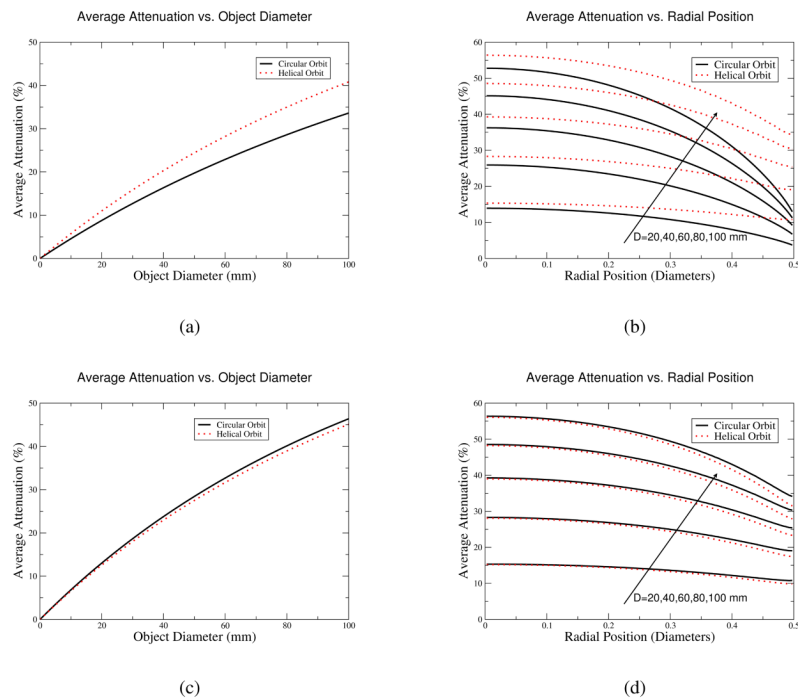 Average Attenuation vs. Object Diameter
50
40
30
20
10
0
Average Attenuation (%)
Circular Orbit
Helical Orbit
0 20 40 60 80 100
Object Diameter (mm)
(a)
Average Attenuation vs. Radial Position
60
50
40
30
20
10
0
Average Attenuation (%)
Circular Orbit
Helical Orbit
D=20,40,60,80,100 mm
0 0.1 0.2 0.3 0.4 0.5
Radial Position (Diameters)
(b)
Average Attenuation vs. Object Diameter
50
40
30
20
10
0
Average Attenuation (%)
Circular Orbit
Helical Orbit
0 20 40 60 80 100
Object Diameter (mm)
(c)
Average Attenuation vs. Radial Position
60
50
40
30
20
10
0
Average Attenuation (%)
Circular Orbit
Helical Orbit
D=20,40,60,80,100 mm
0 0.1 0.2 0.3 0.4 0.5
Radial Position (Diameters)
(d)